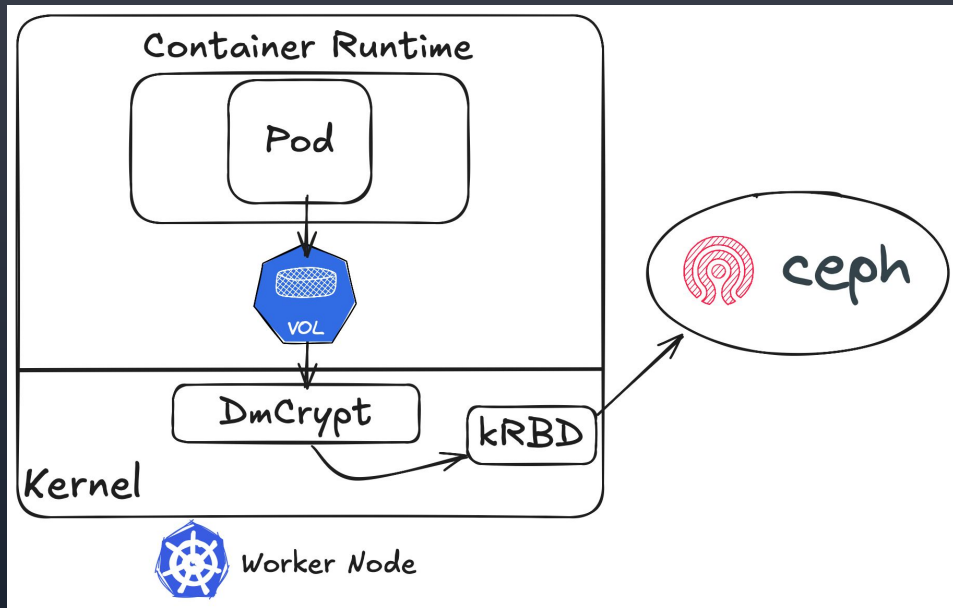 Container Runtime
Pod
VOL
DmCrypt
kRBD
Kernel
ceph
Worker Node